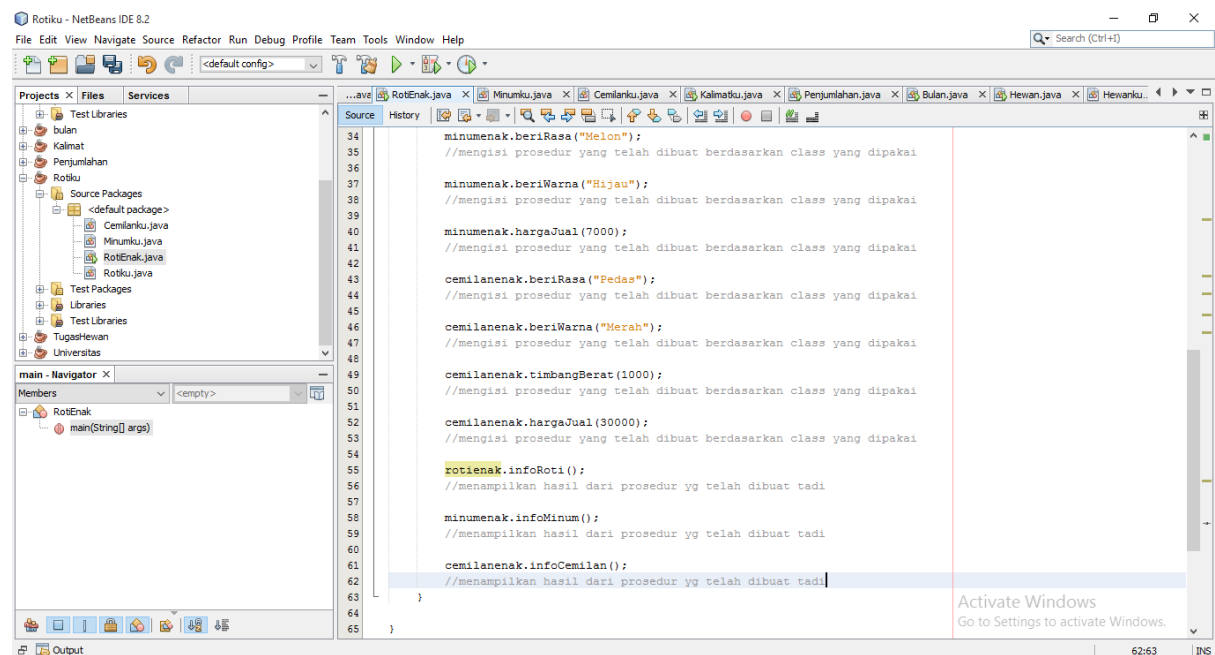 Rotiku - NetBeans IDE 8.2
File Edit View Navigate Source Refactor Run Debug Profile Team Tools Window Help
Search (Ctrl+I)
<default config>
Projects Files Services
Test Libraries
bulan
Kalimat
Penjumlahan
Rotiku
Source Packages
<default package>
Cemilanku.java
Minumku.java
RotiEnak.java
Rotiku.java
Test Packages
Libraries
Test Libraries
TugasHewan
Universitas
main - Navigator
Members <empty>
RotiEnak
main(String[] args)
...ava RotiEnak.java Minumku.java Cemilanku.java Kalimatku.java Penjumlahan.java Bulan.java Hewan.java Hewanku...
Source History
34 minumenak.beriRasa("Melon");
35 //mengisi prosedur yang telah dibuat berdasarkan class yang dipakai
36
37 minumenak.beriWarna("Hijau");
38 //mengisi prosedur yang telah dibuat berdasarkan class yang dipakai
39
40 minumenak.hargaJual(7000);
41 //mengisi prosedur yang telah dibuat berdasarkan class yang dipakai
42
43 cemilanenak.beriRasa("Pedas");
44 //mengisi prosedur yang telah dibuat berdasarkan class yang dipakai
45
46 cemilanenak.beriWarna("Merah");
47 //mengisi prosedur yang telah dibuat berdasarkan class yang dipakai
48
49 cemilanenak.timbangBerat(1000);
50 //mengisi prosedur yang telah dibuat berdasarkan class yang dipakai
51
52 cemilanenak.hargaJual(30000);
53 //mengisi prosedur yang telah dibuat berdasarkan class yang dipakai
54
55 rotienak.infoRoti();
56 //menampilkan hasil dari prosedur yg telah dibuat tadi
57
58 minumenak.infoMinum();
59 //menampilkan hasil dari prosedur yg telah dibuat tadi
60
61 cemilanenak.infoCemilan();
62 //menampilkan hasil dari prosedur yg telah dibuat tadi
63 }
64
65 }
Activate Windows
Go to Settings to activate Windows.
Output
62:63 INS